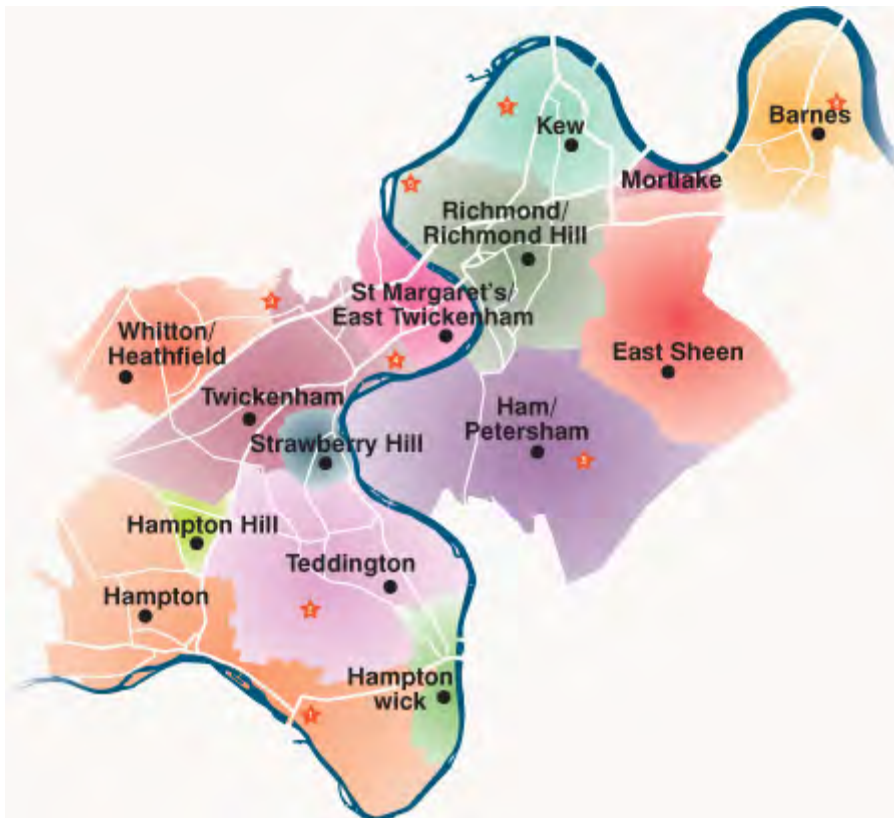 Kew
Barnes
Mortlake
Richmond/
Richmond Hill
St Margaret's/
East Twickenham
Whitton/
Heathfield
East Sheen
Twickenham
Ham/
Petersham
Strawberry Hill
Hampton Hill
Teddington
Hampton
Hampton
wick